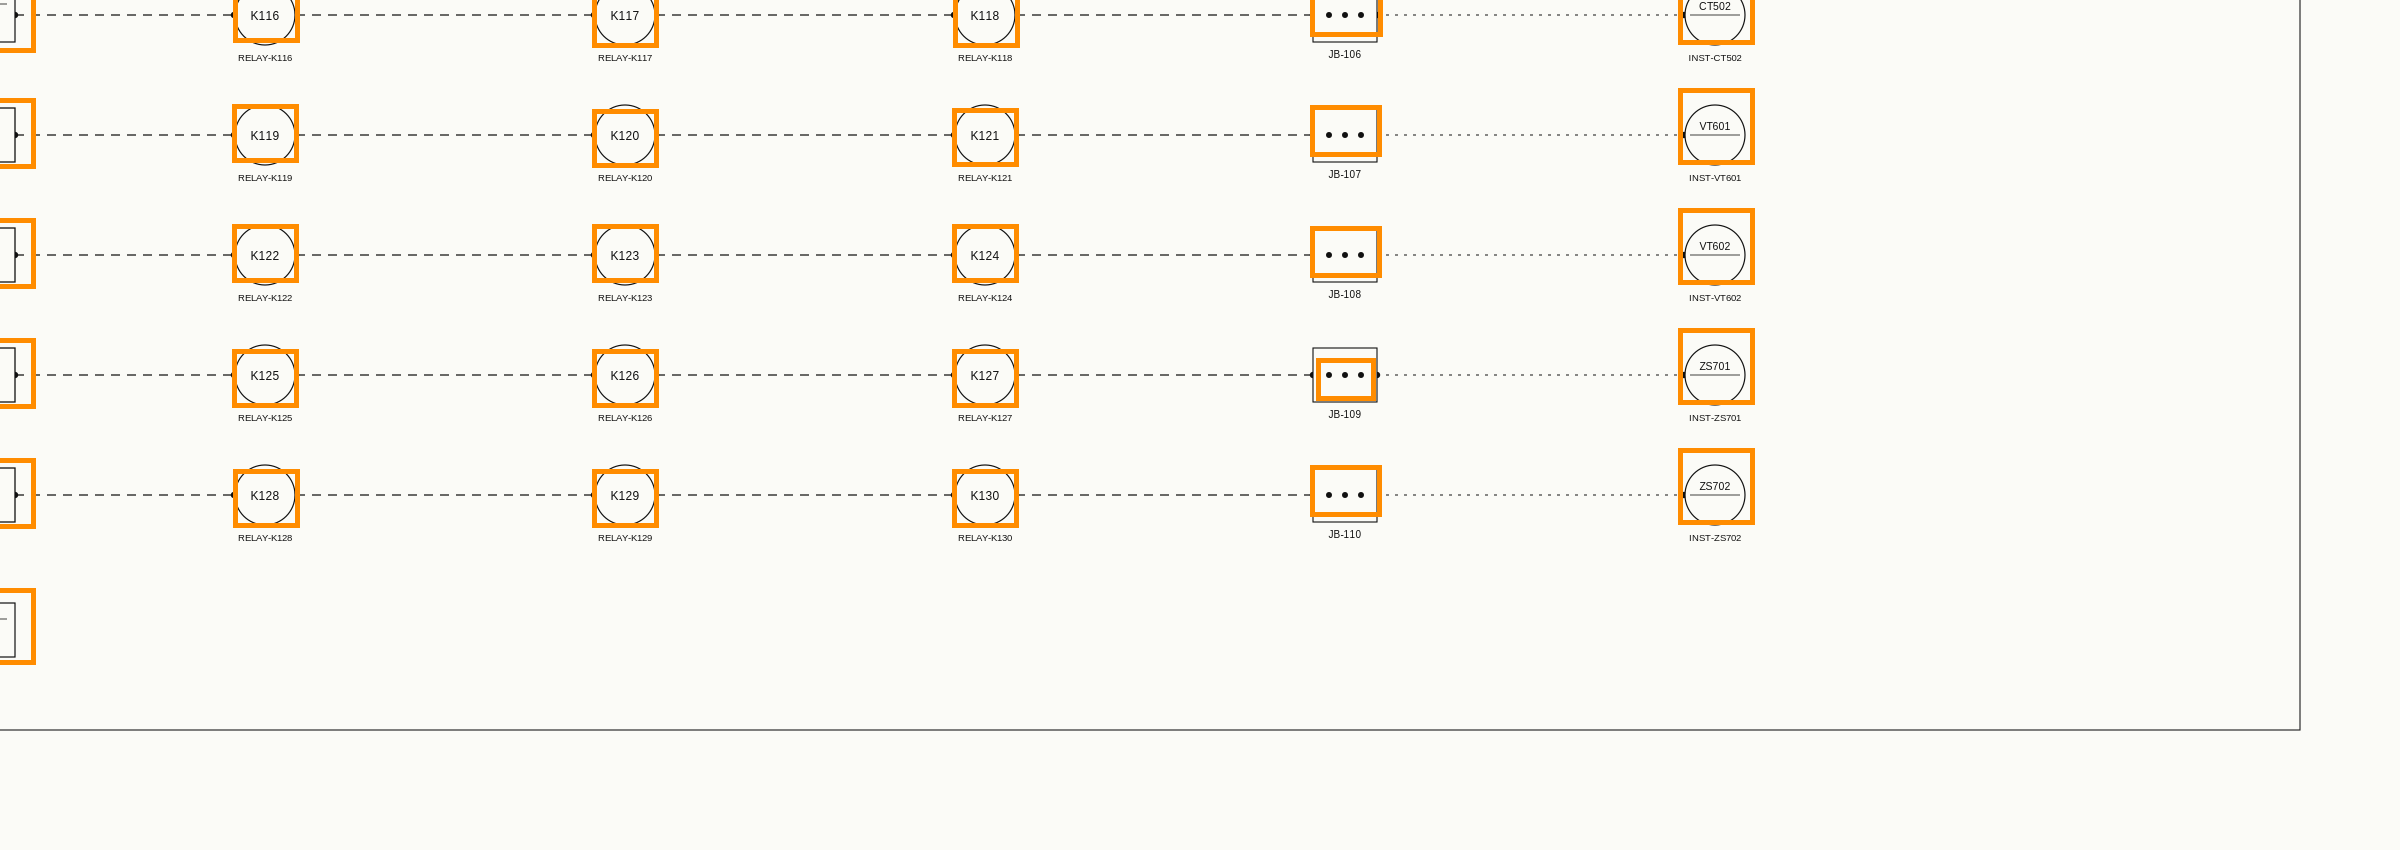 K116 K117 K118 CT502
RELAY-K116 RELAY-K117 RELAY-K118 JB-106 INST-CT502
K119 K120 K121 VT601
RELAY-K119 RELAY-K120 RELAY-K121 JB-107 INST-VT601
K122 K123 K124 VT602
RELAY-K122 RELAY-K123 RELAY-K124 JB-108 INST-VT602
K125 K126 K127 ZS701
RELAY-K125 RELAY-K126 RELAY-K127 JB-109 INST-ZS701
K128 K129 K130 ZS702
RELAY-K128 RELAY-K129 RELAY-K130 JB-110 INST-ZS702